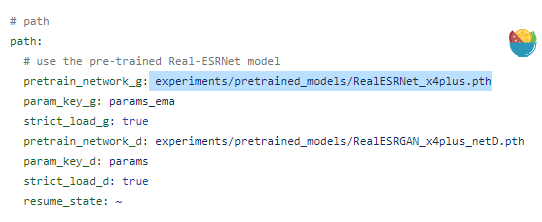 # path
path:
# use the pre-trained Real-ESRNet model
pretrain_network_g: experiments/pretrained_models/RealESRNet_x4plus.pth
param_key_g: params_ema
strict_load_g: true
pretrain_network_d: experiments/pretrained_models/RealESRGAN_x4plus_netD.pth
param_key_d: params
strict_load_d: true
resume_state: ~